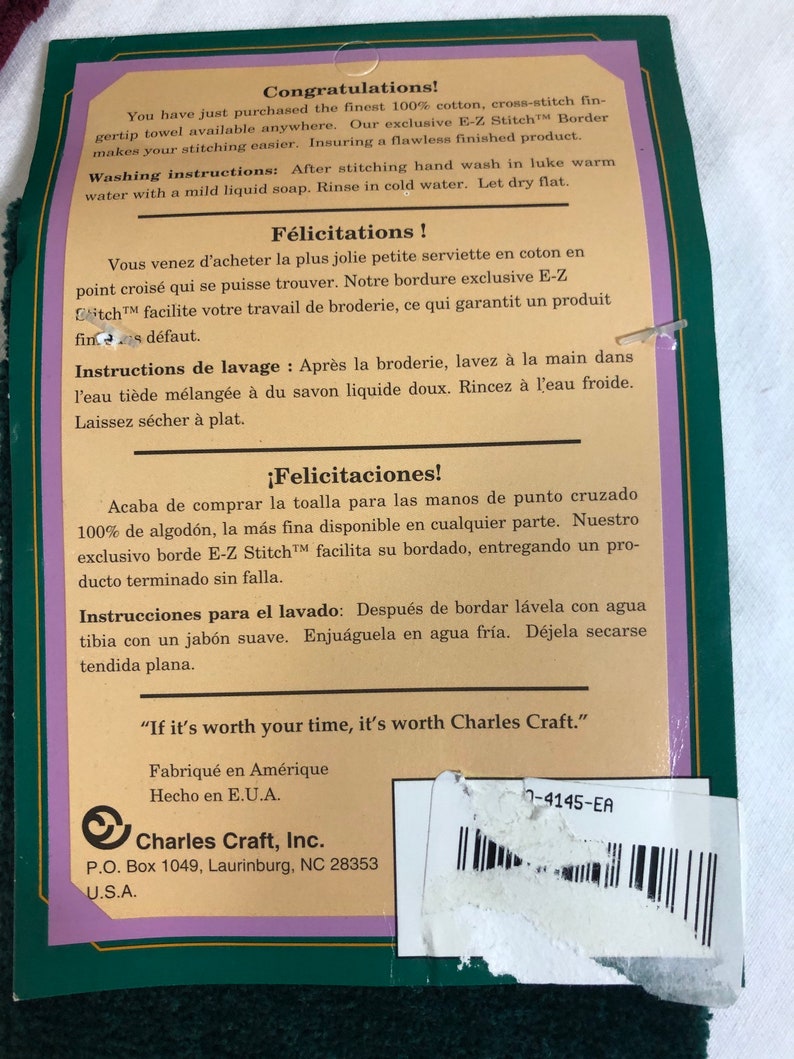 Congratulations!
You have just purchased the finest 100% cotton, cross-stitch fin-
gertip towel available anywhere. Our exclusive E-Z Stitch™ Border
makes your stitching easier. Insuring a flawless finished product.
Washing instructions: After stitching hand wash in luke warm
water with a mild liquid soap. Rinse in cold water. Let dry flat.
Félicitations !
Vous venez d'acheter la plus jolie petite serviette en coton en
point croisé qui se puisse trouver. Notre bordure exclusive E-Z
Stitch™ facilite votre travail de broderie, ce qui garantit un produit
défaut.
Instructions de lavage : Après la broderie, lavez à la main dans
l'eau tiède mélangée à du savon liquide doux. Rincez à l'eau froide.
Laissez sécher à plat.
¡Felicitaciones!
Acaba de comprar la toalla para las manos de punto cruzado
100% de algodón, la más fina disponible en cualquier parte. Nuestro
exclusivo borde E-Z Stitch™ facilita su bordado, entregando un pro-
ducto terminado sin falla.
Instrucciones para el lavado: Después de bordar lávela con agua
tibia con un jabón suave. Enjuáguela en agua fría. Déjela secarse
tendida plana.
"If it's worth your time, it's worth Charles Craft."
Fabriqué en Amérique
Hecho en E.U.A.
Charles Craft, Inc.
P.O. Box 1049, Laurinburg, NC 28353
U.S.A.
-4145-EA